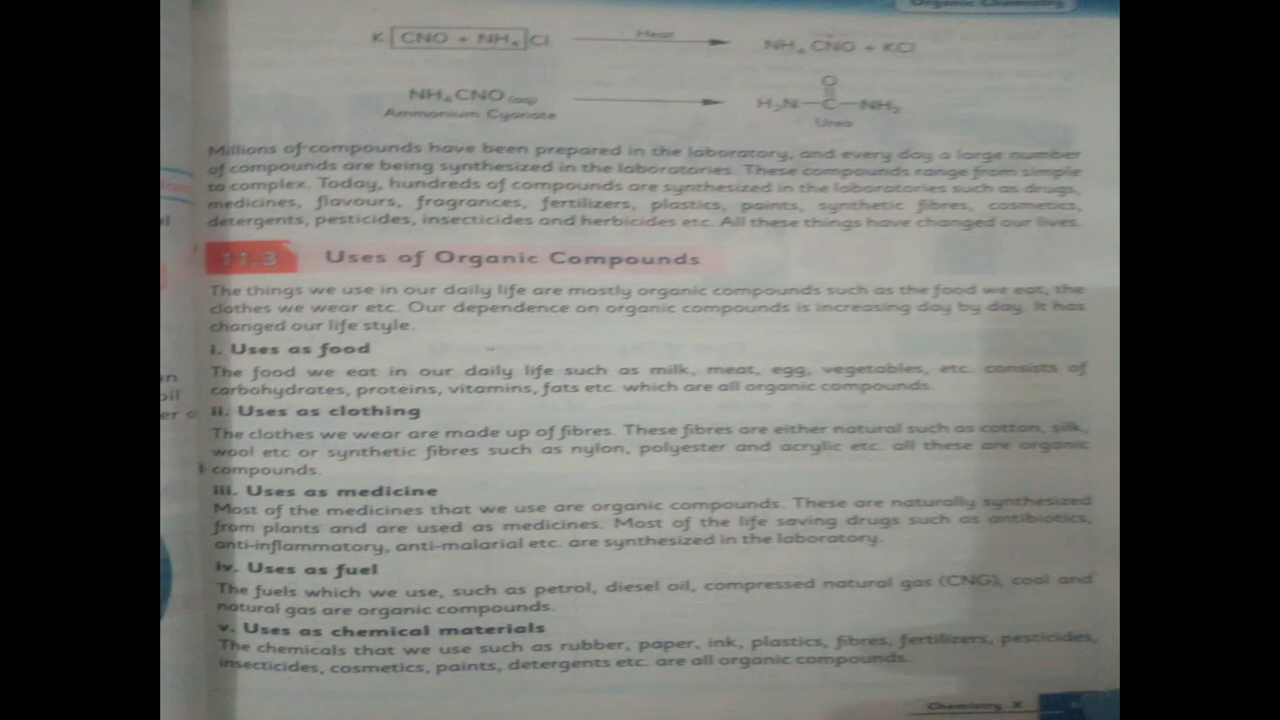 Organic Chemistry
K[CNO + NH₄]Cl Heat NH₄CNO + KCl
O
NH₄CNO (aq) H₂N—C—NH₂
Ammonium Cyanate Urea
Millions of compounds have been prepared in the laboratory, and every day a large number
of compounds are being synthesized in the laboratories. These compounds range from simple
to complex. Today, hundreds of compounds are synthesized in the laboratories such as drugs,
medicines, flavours, fragrances, fertilizers, plastics, paints, synthetic fibres, cosmetics,
detergents, pesticides, insecticides and herbicides etc. All these things have changed our lives.
11.3 Uses of Organic Compounds
The things we use in our daily life are mostly organic compounds such as the food we eat, the
clothes we wear etc. Our dependence on organic compounds is increasing day by day. It has
changed our life style.
i. Uses as food
The food we eat in our daily life such as milk, meat, egg, vegetables, etc. consists of
carbohydrates, proteins, vitamins, fats etc. which are all organic compounds.
ii. Uses as clothing
The clothes we wear are made up of fibres. These fibres are either natural such as cotton, silk,
wool etc or synthetic fibres such as nylon, polyester and acrylic etc. all these are organic
compounds.
iii. Uses as medicine
Most of the medicines that we use are organic compounds. These are naturally synthesized
from plants and are used as medicines. Most of the life saving drugs such as antibiotics,
anti-inflammatory, anti-malarial etc. are synthesized in the laboratory.
iv. Uses as fuel
The fuels which we use, such as petrol, diesel oil, compressed natural gas (CNG), coal and
natural gas are organic compounds.
v. Uses as chemical materials
The chemicals that we use such as rubber, paper, ink, plastics, fibres, fertilizers, pesticides,
insecticides, cosmetics, paints, detergents etc. are all organic compounds.
Chemistry X